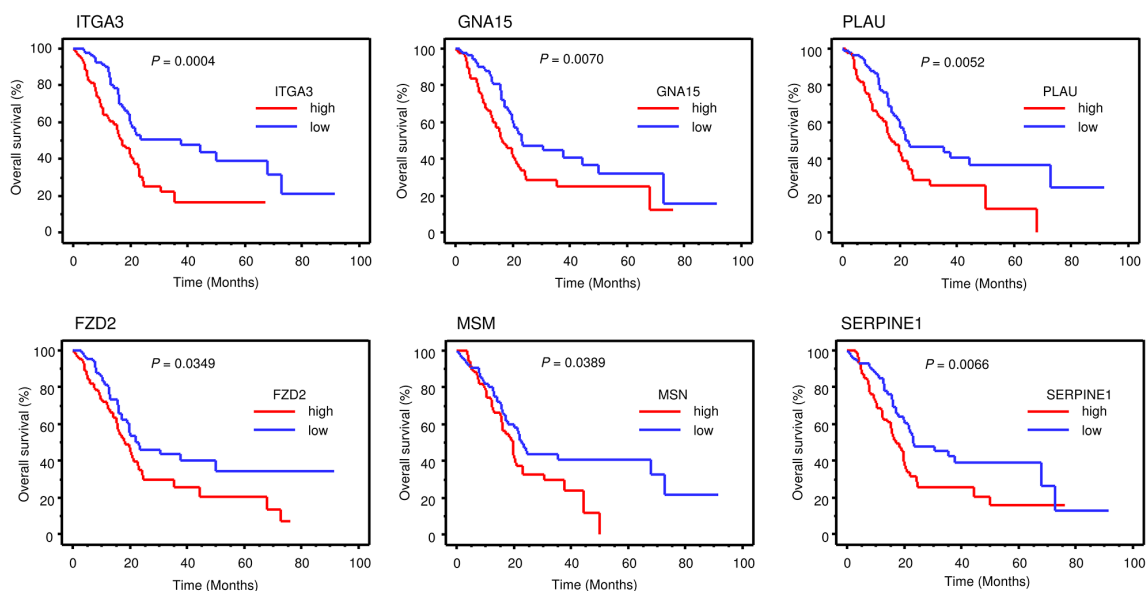 ITGA3
P = 0.0004
ITGA3
high
low
Overall survival (%)
100
80
60
40
20
0
0 20 40 60 80 100
Time (Months)
GNA15
P = 0.0070
GNA15
high
low
Overall survival (%)
100
80
60
40
20
0
0 20 40 60 80 100
Time (Months)
PLAU
P = 0.0052
PLAU
high
low
Overall survival (%)
100
80
60
40
20
0
0 20 40 60 80 100
Time (Months)
FZD2
P = 0.0349
FZD2
high
low
Overall survival (%)
100
80
60
40
20
0
0 20 40 60 80 100
Time (Months)
MSM
P = 0.0389
MSN
high
low
Overall survival (%)
100
80
60
40
20
0
0 20 40 60 80 100
Time (Months)
SERPINE1
P = 0.0066
SERPINE1
high
low
Overall survival (%)
100
80
60
40
20
0
0 20 40 60 80 100
Time (Months)